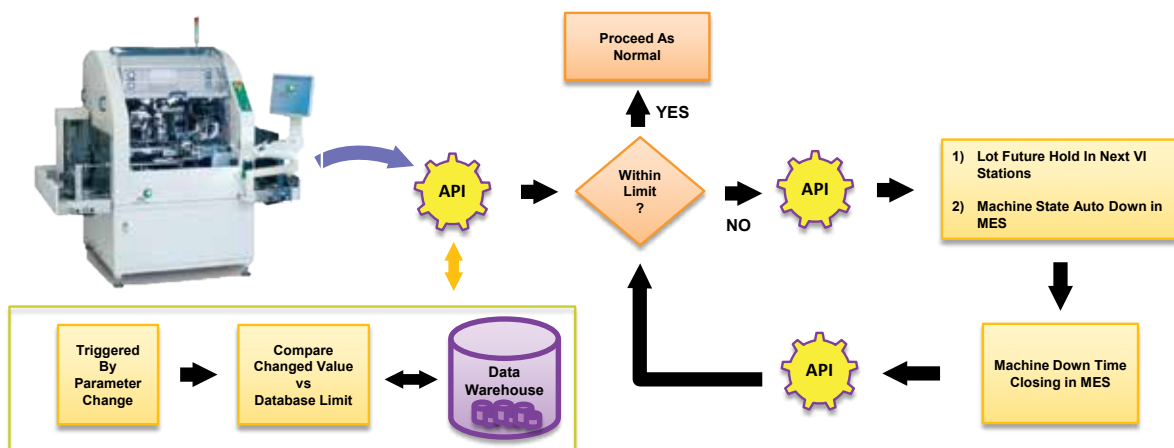 Proceed As
Normal
YES
API
Within
Limit
?
NO
API
1) Lot Future Hold In Next VI
Stations
2) Machine State Auto Down in
MES
Triggered
By
Parameter
Change
Compare
Changed Value
vs
Database Limit
Data
Warehouse
API
Machine Down Time
Closing in MES